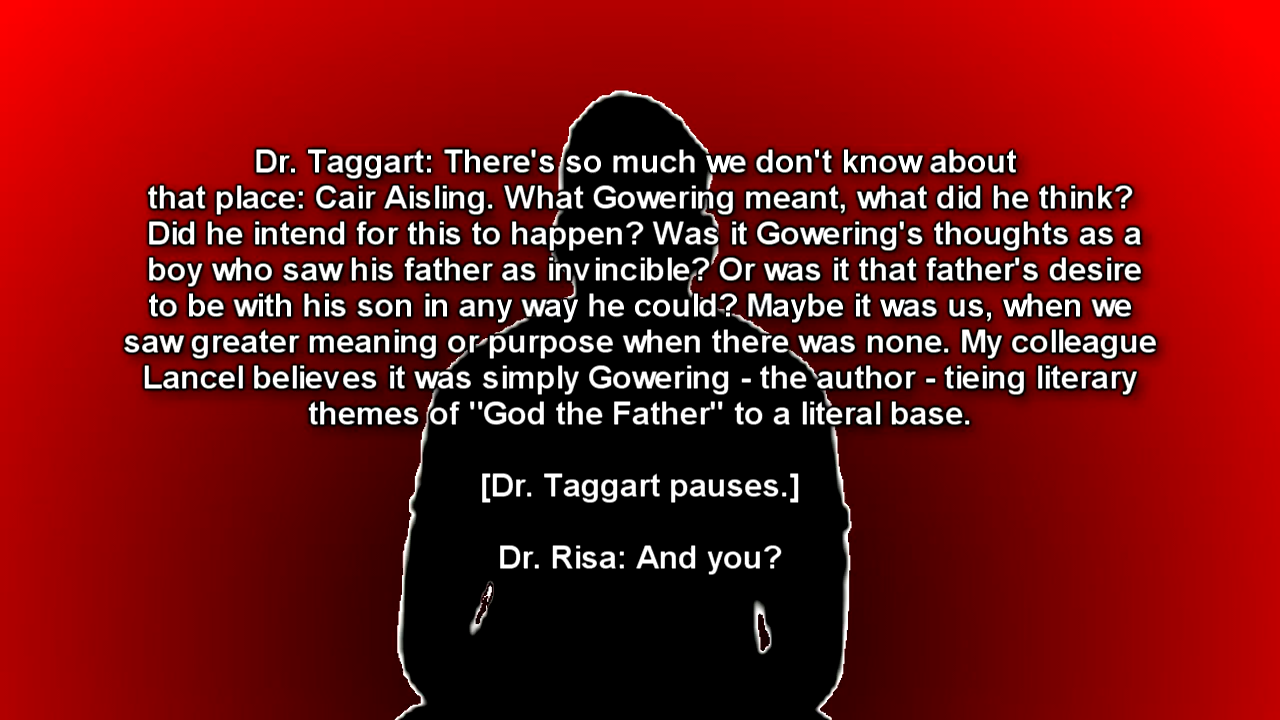 Dr. Taggart: There's so much we don't know about
that place: Cair Aisling. What Gowering meant, what did he think?
Did he intend for this to happen? Was it Gowering's thoughts as a
boy who saw his father as invincible? Or was it that father's desire
to be with his son in any way he could? Maybe it was us, when we
saw greater meaning or purpose when there was none. My colleague
Lancel believes it was simply Gowering - the author - tieing literary
themes of "God the Father" to a literal base.
[Dr. Taggart pauses.]
Dr. Risa: And you?